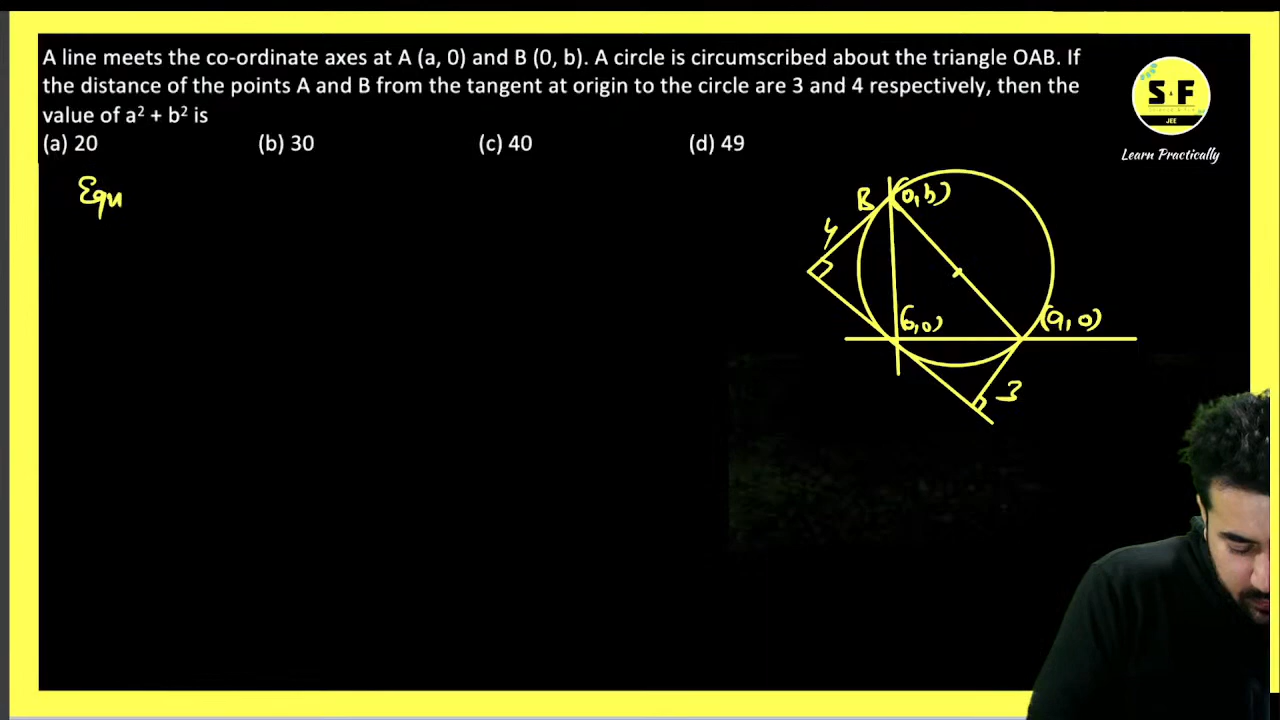 A line meets the co-ordinate axes at A (a, 0) and B (0, b). A circle is circumscribed about the triangle OAB. If
the distance of the points A and B from the tangent at origin to the circle are 3 and 4 respectively, then the
value of a² + b² is
(a) 20 (b) 30 (c) 40 (d) 49
S F
JEE
Learn Practically
Equ
B (0, b)
4
(0, 0)
(a, 0)
3